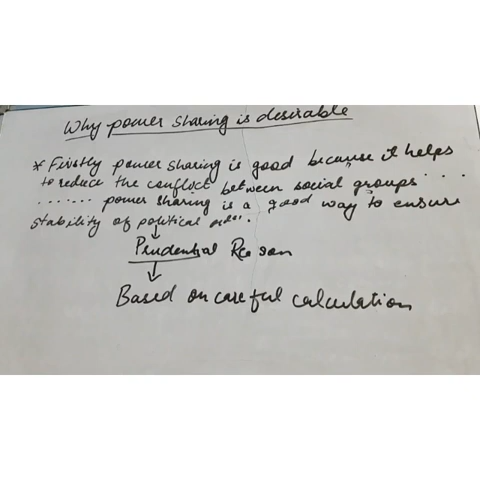 Why power sharing is desirable
* Firstly power sharing is good because it helps
to reduce the conflict between social groups . . .
....... power sharing is a good way to ensure
stability of political order.
Prudential Reason
Based on careful calculation